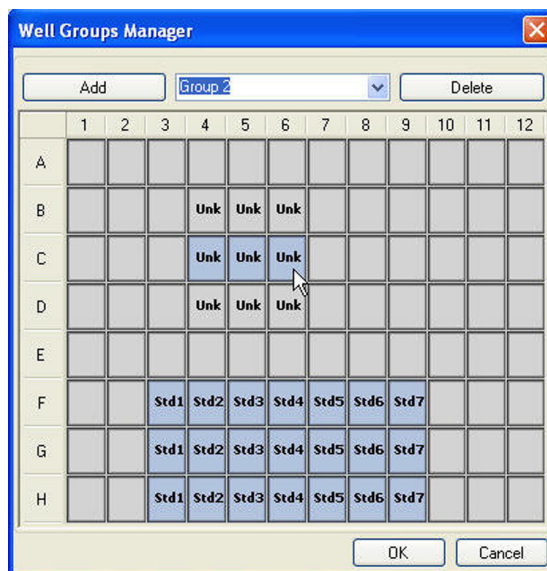 Well Groups Manager
Add Group 2 Delete
1 2 3 4 5 6 7 8 9 10 11 12
A
B Unk Unk Unk
C Unk Unk Unk
D Unk Unk Unk
E
F Std1 Std2 Std3 Std4 Std5 Std6 Std7
G Std1 Std2 Std3 Std4 Std5 Std6 Std7
H Std1 Std2 Std3 Std4 Std5 Std6 Std7
OK Cancel